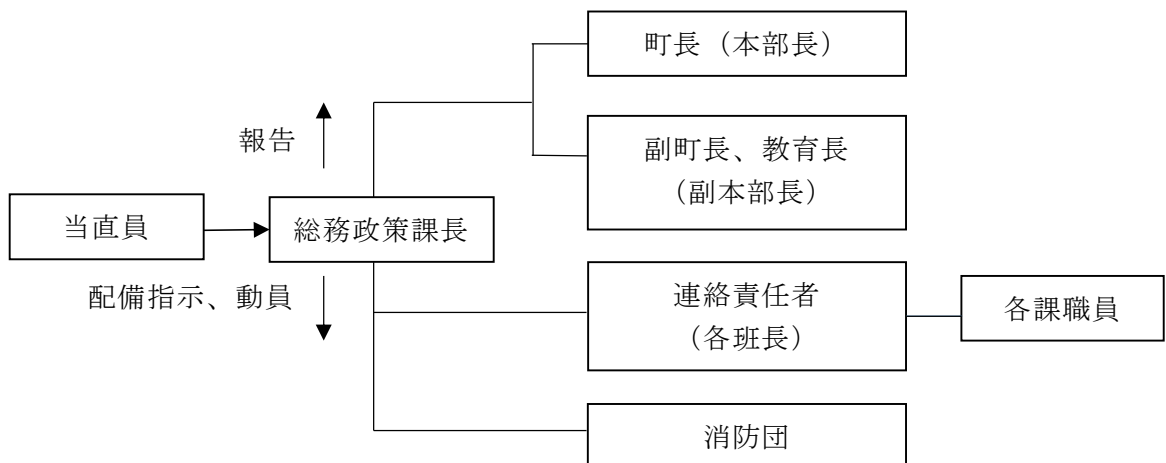 町長（本部長）
報告
副町長、教育長
（副本部長）
当直員
総務政策課長
配備指示、動員
連絡責任者
（各班長）
各課職員
消防団